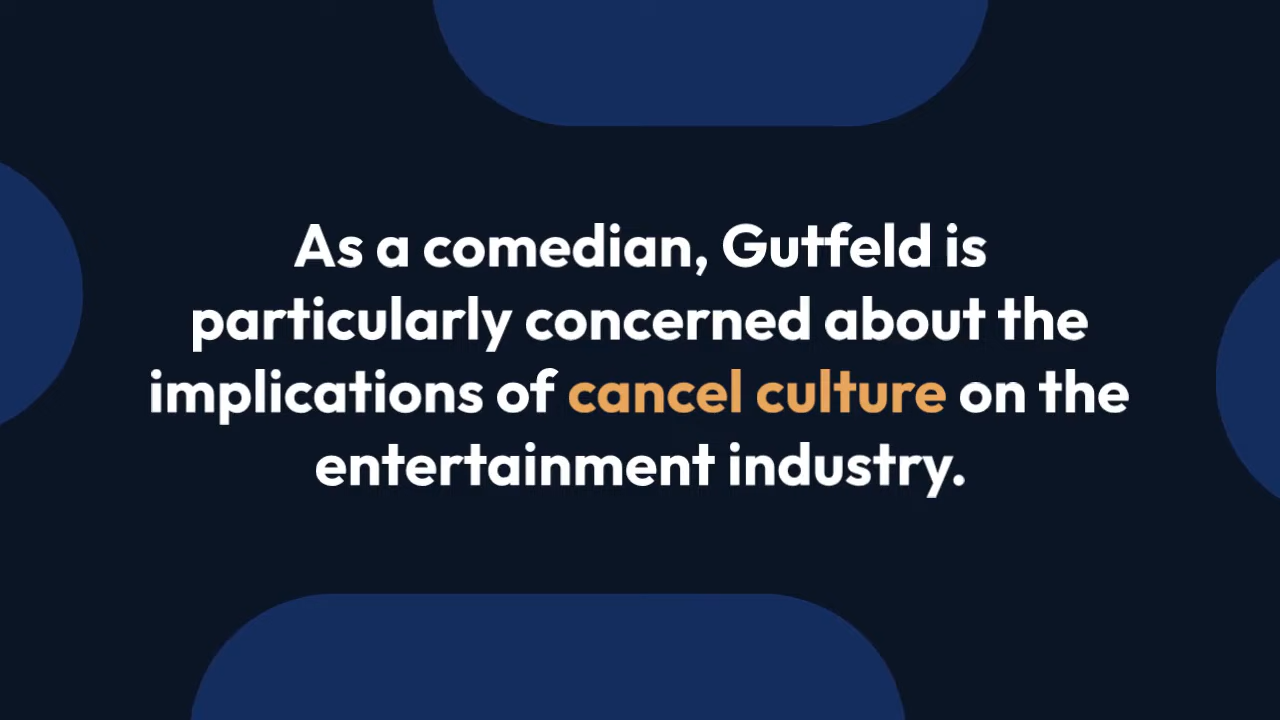 As a comedian, Gutfeld is
particularly concerned about the
implications of cancel culture on the
entertainment industry.